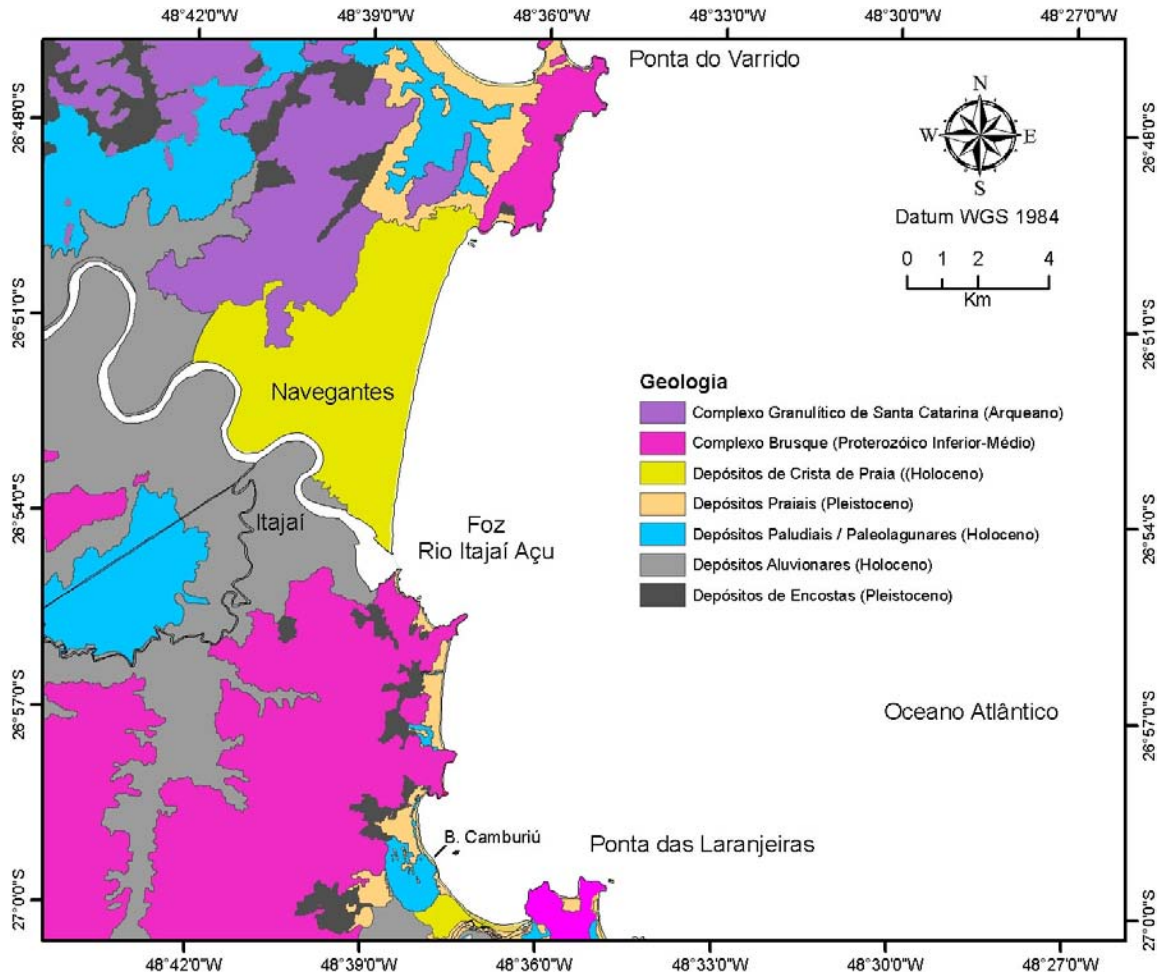 48°42'0"W 48°39'0"W 48°36'0"W 48°33'0"W 48°30'0"W 48°27'0"W
Ponta do Varrido
N
26°48'0"S
26°48'0"S
W E
S
Datum WGS 1984
0 1 2 4
Km
26°51'0"S
26°51'0"S
Navegantes
Geologia
Complexo Granulítico de Santa Catarina (Arqueano)
Complexo Brusque (Proterozóico Inferior-Médio)
Depósitos de Crista de Praia ((Holoceno)
Depósitos Praiais (Pleistoceno)
Depósitos Paludiais / Paleolagunares (Holoceno)
Depósitos Aluvionares (Holoceno)
Depósitos de Encostas (Pleistoceno)
26°54'0"S
26°54'0"S
Itajaí
Foz
Rio Itajaí Açu
26°57'0"S
26°57'0"S
Oceano Atlântico
B. Camburiú
Ponta das Laranjeiras
27°0'0"S
27°0'0"S
48°42'0"W 48°39'0"W 48°36'0"W 48°33'0"W 48°30'0"W 48°27'0"W